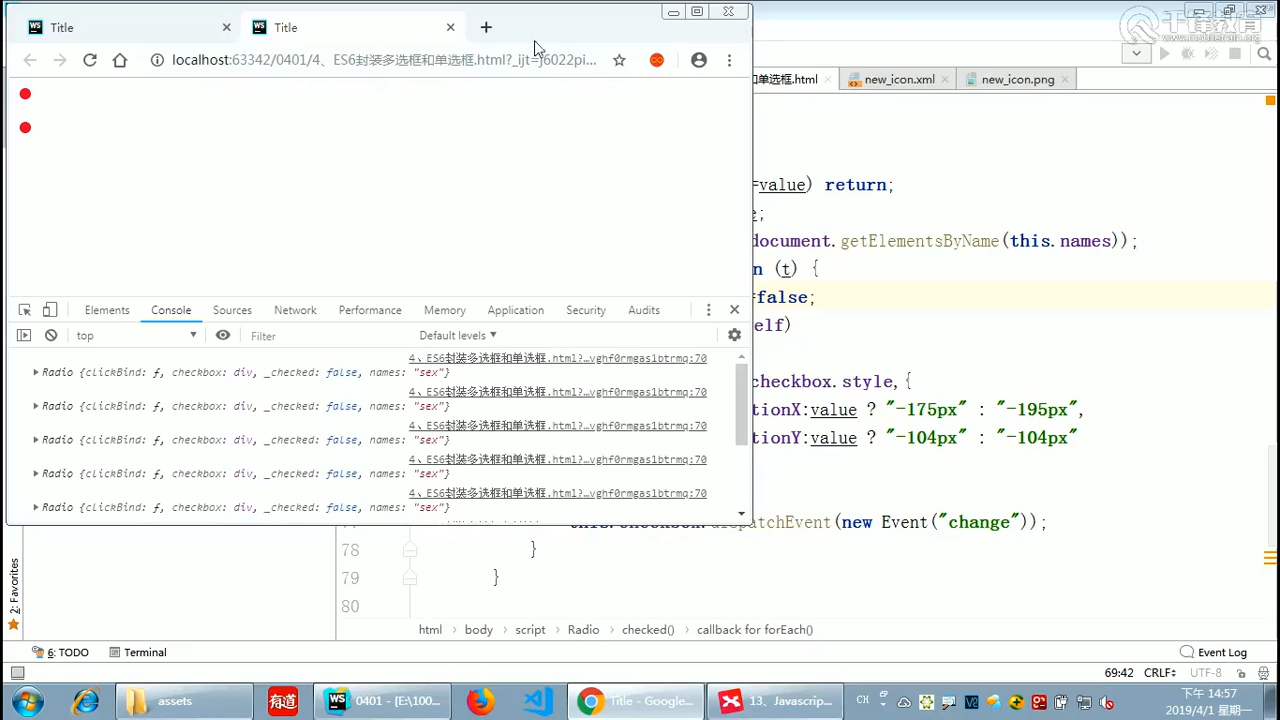 Title
Title
千锋教育
www.mobiletrain.org
localhost:63342/0401/4、ES6封装多选框和单选框.html?_ijt=j6022pi...
和单选框.html
new_icon.xml
new_icon.png
=value) return;
document.getElementsByName(this.names));
(t) {
=false;
Elements Console Sources Network Performance Memory Application Security Audits
top
Filter
Default levels
4、ES6封装多选框和单选框.html?…vghf0rmgas1btrmq:70
Radio {clickBind: ƒ, checkbox: div, _checked: false, names: "sex"}
4、ES6封装多选框和单选框.html?…vghf0rmgas1btrmq:70
Radio {clickBind: ƒ, checkbox: div, _checked: false, names: "sex"}
checkbox.style,{
4、ES6封装多选框和单选框.html?…vghf0rmgas1btrmq:70
Radio {clickBind: ƒ, checkbox: div, _checked: false, names: "sex"}
tionX:value ? "-175px" : "-195px",
4、ES6封装多选框和单选框.html?…vghf0rmgas1btrmq:70
Radio {clickBind: ƒ, checkbox: div, _checked: false, names: "sex"}
tionY:value ? "-104px" : "-104px"
4、ES6封装多选框和单选框.html?…vghf0rmgas1btrmq:70
Radio {clickBind: ƒ, checkbox: div, _checked: false, names: "sex"}
patchEvent(new Event("change"));
78 }
79 }
80
2: Favorites
html body script Radio checked() callback for forEach()
6: TODO Terminal Event Log
69:42 CRLF UTF-8
assets
有道
0401 - [E:\100...
Title - Google...
13、Javascrip...
CH
下午 14:57
2019/4/1 星期一